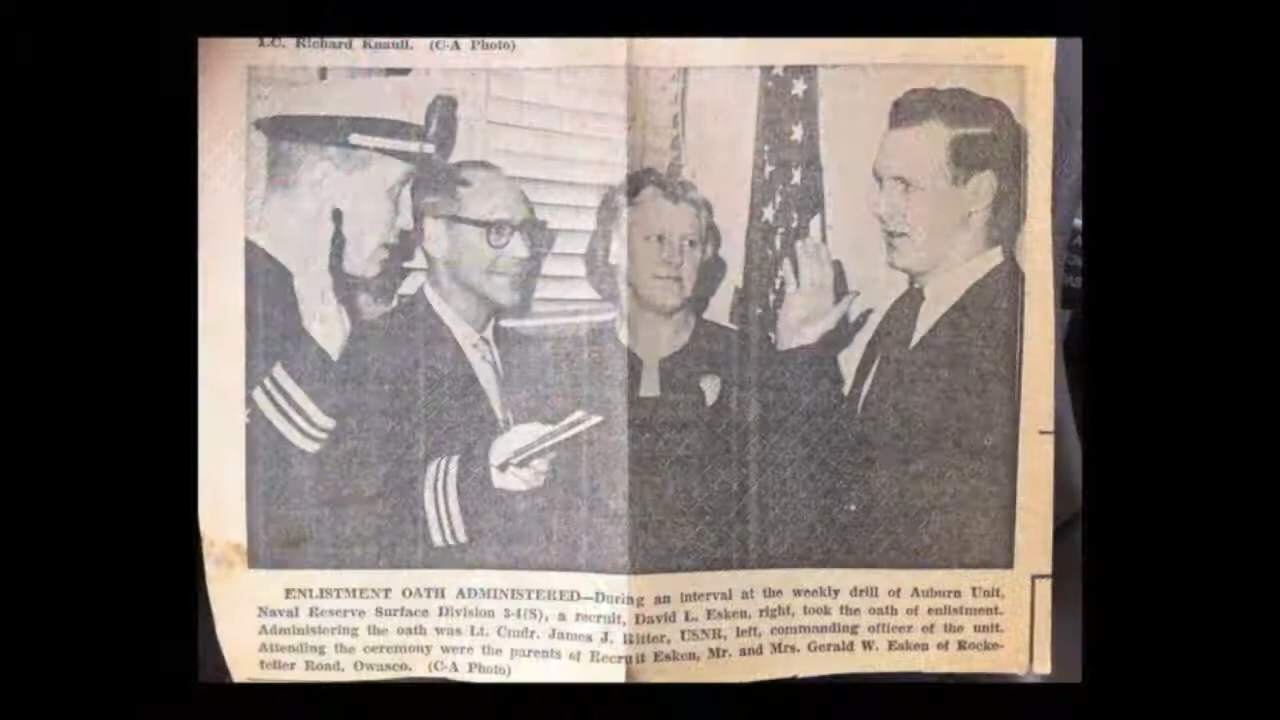 I.C. Richard Knauli. (C-A Photo)
ENLISTMENT OATH ADMINISTERED—During an interval at the weekly drill of Auburn Unit,
Naval Reserve Surface Division 3-4(S), a recruit, David L. Esken, right, took the oath of enlistment.
Administering the oath was Lt. Cmdr. James J. Ritter, USNR, left, commanding officer of the unit.
Attending the ceremony were the parents of Recruit Esken, Mr. and Mrs. Gerald W. Esken of Rocke-
feller Road, Owasco. (C-A Photo)